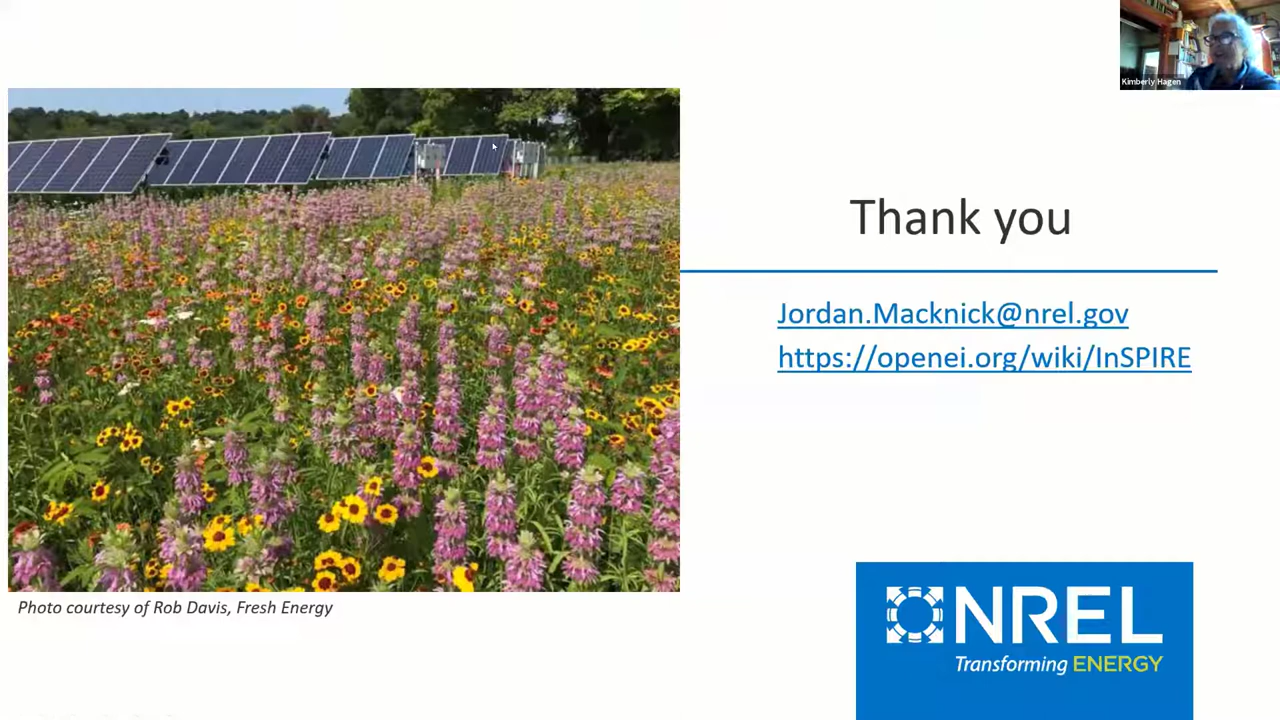 Kimberly Hagen
Thank you
Jordan.Macknick@nrel.gov
https://openei.org/wiki/InSPIRE
Photo courtesy of Rob Davis, Fresh Energy
NREL
Transforming ENERGY